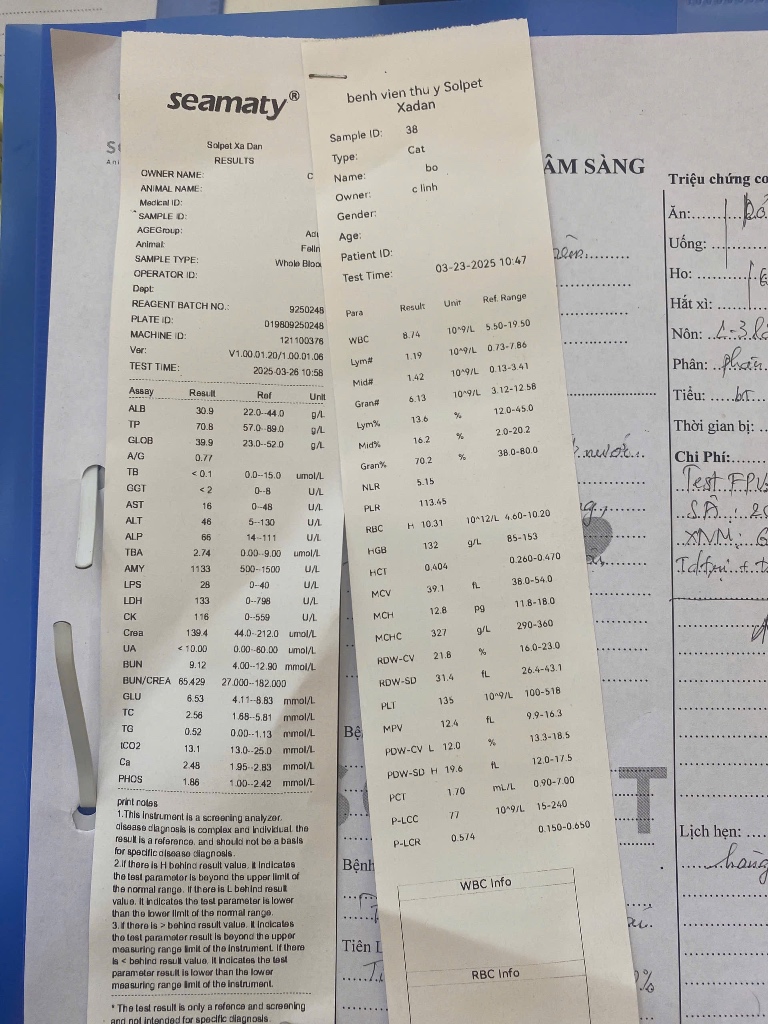 seamaty®
Solpet Xa Dan
RESULTS
OWNER NAME: C
ANIMAL NAME:
Medical ID:
SAMPLE ID:
AGEGroup:
Animal:
SAMPLE TYPE:
OPERATOR ID:
Dept:
REAGENT BATCH NO.: 9250248
PLATE ID: 019809250248
MACHINE ID: 121100376
Ver: V1.00.01.20/1.00.01.06
TEST TIME: 2025-03-26 10:58
Assay Result Ref Unit
ALB 30.9 22.0--44.0 g/L
TP 70.8 57.0--89.0 g/L
GLOB 39.9 23.0--52.0 g/L
A/G 0.77
TB <0.1 0.0--15.0 umol/L
GGT <2 0--8 U/L
AST 16 0--48 U/L
ALT 46 5--130 U/L
ALP 66 14--111 U/L
TBA 2.74 0.00--9.00 umol/L
AMY 1133 500--1500 U/L
LPS 28 0--40 U/L
LDH 133 0--798 U/L
CK 116 0--559 U/L
Crea 139.4 44.0--212.0 umol/L
UA <10.00 0.00--60.00 umol/L
BUN 9.12 4.00--12.90 mmol/L
BUN/CREA 65.429 27.000--182.000
GLU 6.53 4.11--8.83 mmol/L
TC 2.56 1.68--5.81 mmol/L
TG 0.52 0.00--1.13 mmol/L
tCO2 13.1 13.0--25.0 mmol/L
Ca 2.48 1.95--2.83 mmol/L
PHOS 1.86 1.00--2.42 mmol/L
print notes
1.This instrument is a screening analyzer.
disease diagnosis is complex and individual. the
result is a reference, and should not be a basis
for specific disease diagnosis.
2.if there is H behind result value. It indicates
the test parameter is beyond the upper limit of
the normal range. If there is L behind result
value. It indicates the test parameter is lower
than the lower limit of the normal range.
3.if there is > behind result value. It indicates
the test parameter result is beyond the upper
measuring range limit of the instrument. If there
is < behind result value. It indicates the test
parameter result is lower than the lower
measuring range limit of the instrument.
* The test result is only a refence and screening
and not intended for specific diagnosis
benh vien thu y Solpet
Xadan
Sample ID: 38
Type: Cat
Name: bo
Owner: c linh
Gender:
Age:
Patient ID:
Test Time: 03-23-2025 10:47
Para Result Unit Ref. Range
WBC 8.74 10^9/L 5.50-19.50
Lym# 1.19 10^9/L 0.73-7.86
Mid# 1.42 10^9/L 0.13-3.41
Gran# 6.13 10^9/L 3.12-12.58
Lym% 13.6 % 12.0-45.0
Mid% 16.2 % 2.0-20.2
Gran% 70.2 % 38.0-80.0
NLR 5.15
PLR 113.45
RBC H 10.31 10^12/L 4.60-10.20
HGB 132 g/L 85-153
HCT 0.404 0.260-0.470
MCV 39.1 fL 38.0-54.0
MCH 12.8 pg 11.8-18.0
MCHC 327 g/L 290-360
RDW-CV 21.8 % 16.0-23.0
RDW-SD 31.4 fL 26.4-43.1
PLT 135 10^9/L 100-518
MPV 12.4 fL 9.9-16.3
PDW-CV L 12.0 % 13.3-18.5
PDW-SD H 19.6 fL 12.0-17.5
PCT 1.70 mL/L 0.90-7.00
P-LCC 77 10^9/L 15-240
P-LCR 0.574 0.150-0.650
WBC Info
RBC Info
ÂM SÀNG
Triệu chứng
Ăn:
Uống:
Ho:
Hắt xì:
Nôn:
Phân:
Tiểu:
Thời gian bị:
Chi Phí:
Test FPV
Lịch hẹn:
Bệnh
Tiền